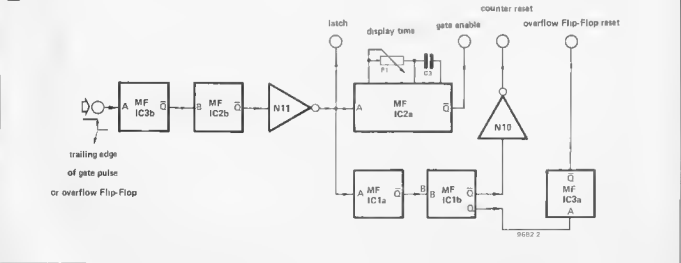 counter reset
latch
display time
gate enable
overflow Flip-Flop reset
P1
C3
A MF Q̅
IC3b
B MF Q̅
IC2b
N11
A MF Q̅
IC2a
N10
trailing edge
of gate pulse
or overflow Flip-Flop
A MF Q̅
IC1a
B MF Q̅
IC1b Q
Q̅
MF
IC3a
A
9682 2